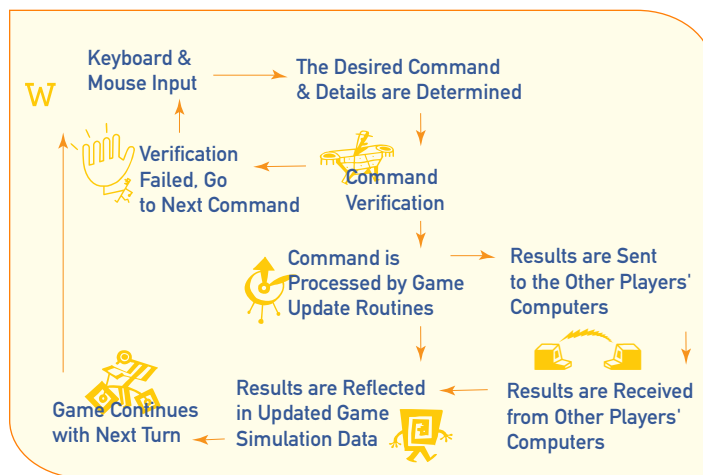 Keyboard &
Mouse Input
The Desired Command
& Details are Determined
W
Verification
Failed, Go
to Next Command
Command
Verification
Command is
Processed by Game
Update Routines
Results are Sent
to the Other Players'
Computers
Game Continues
with Next Turn
Results are Reflected
in Updated Game
Simulation Data
Results are Received
from Other Players'
Computers